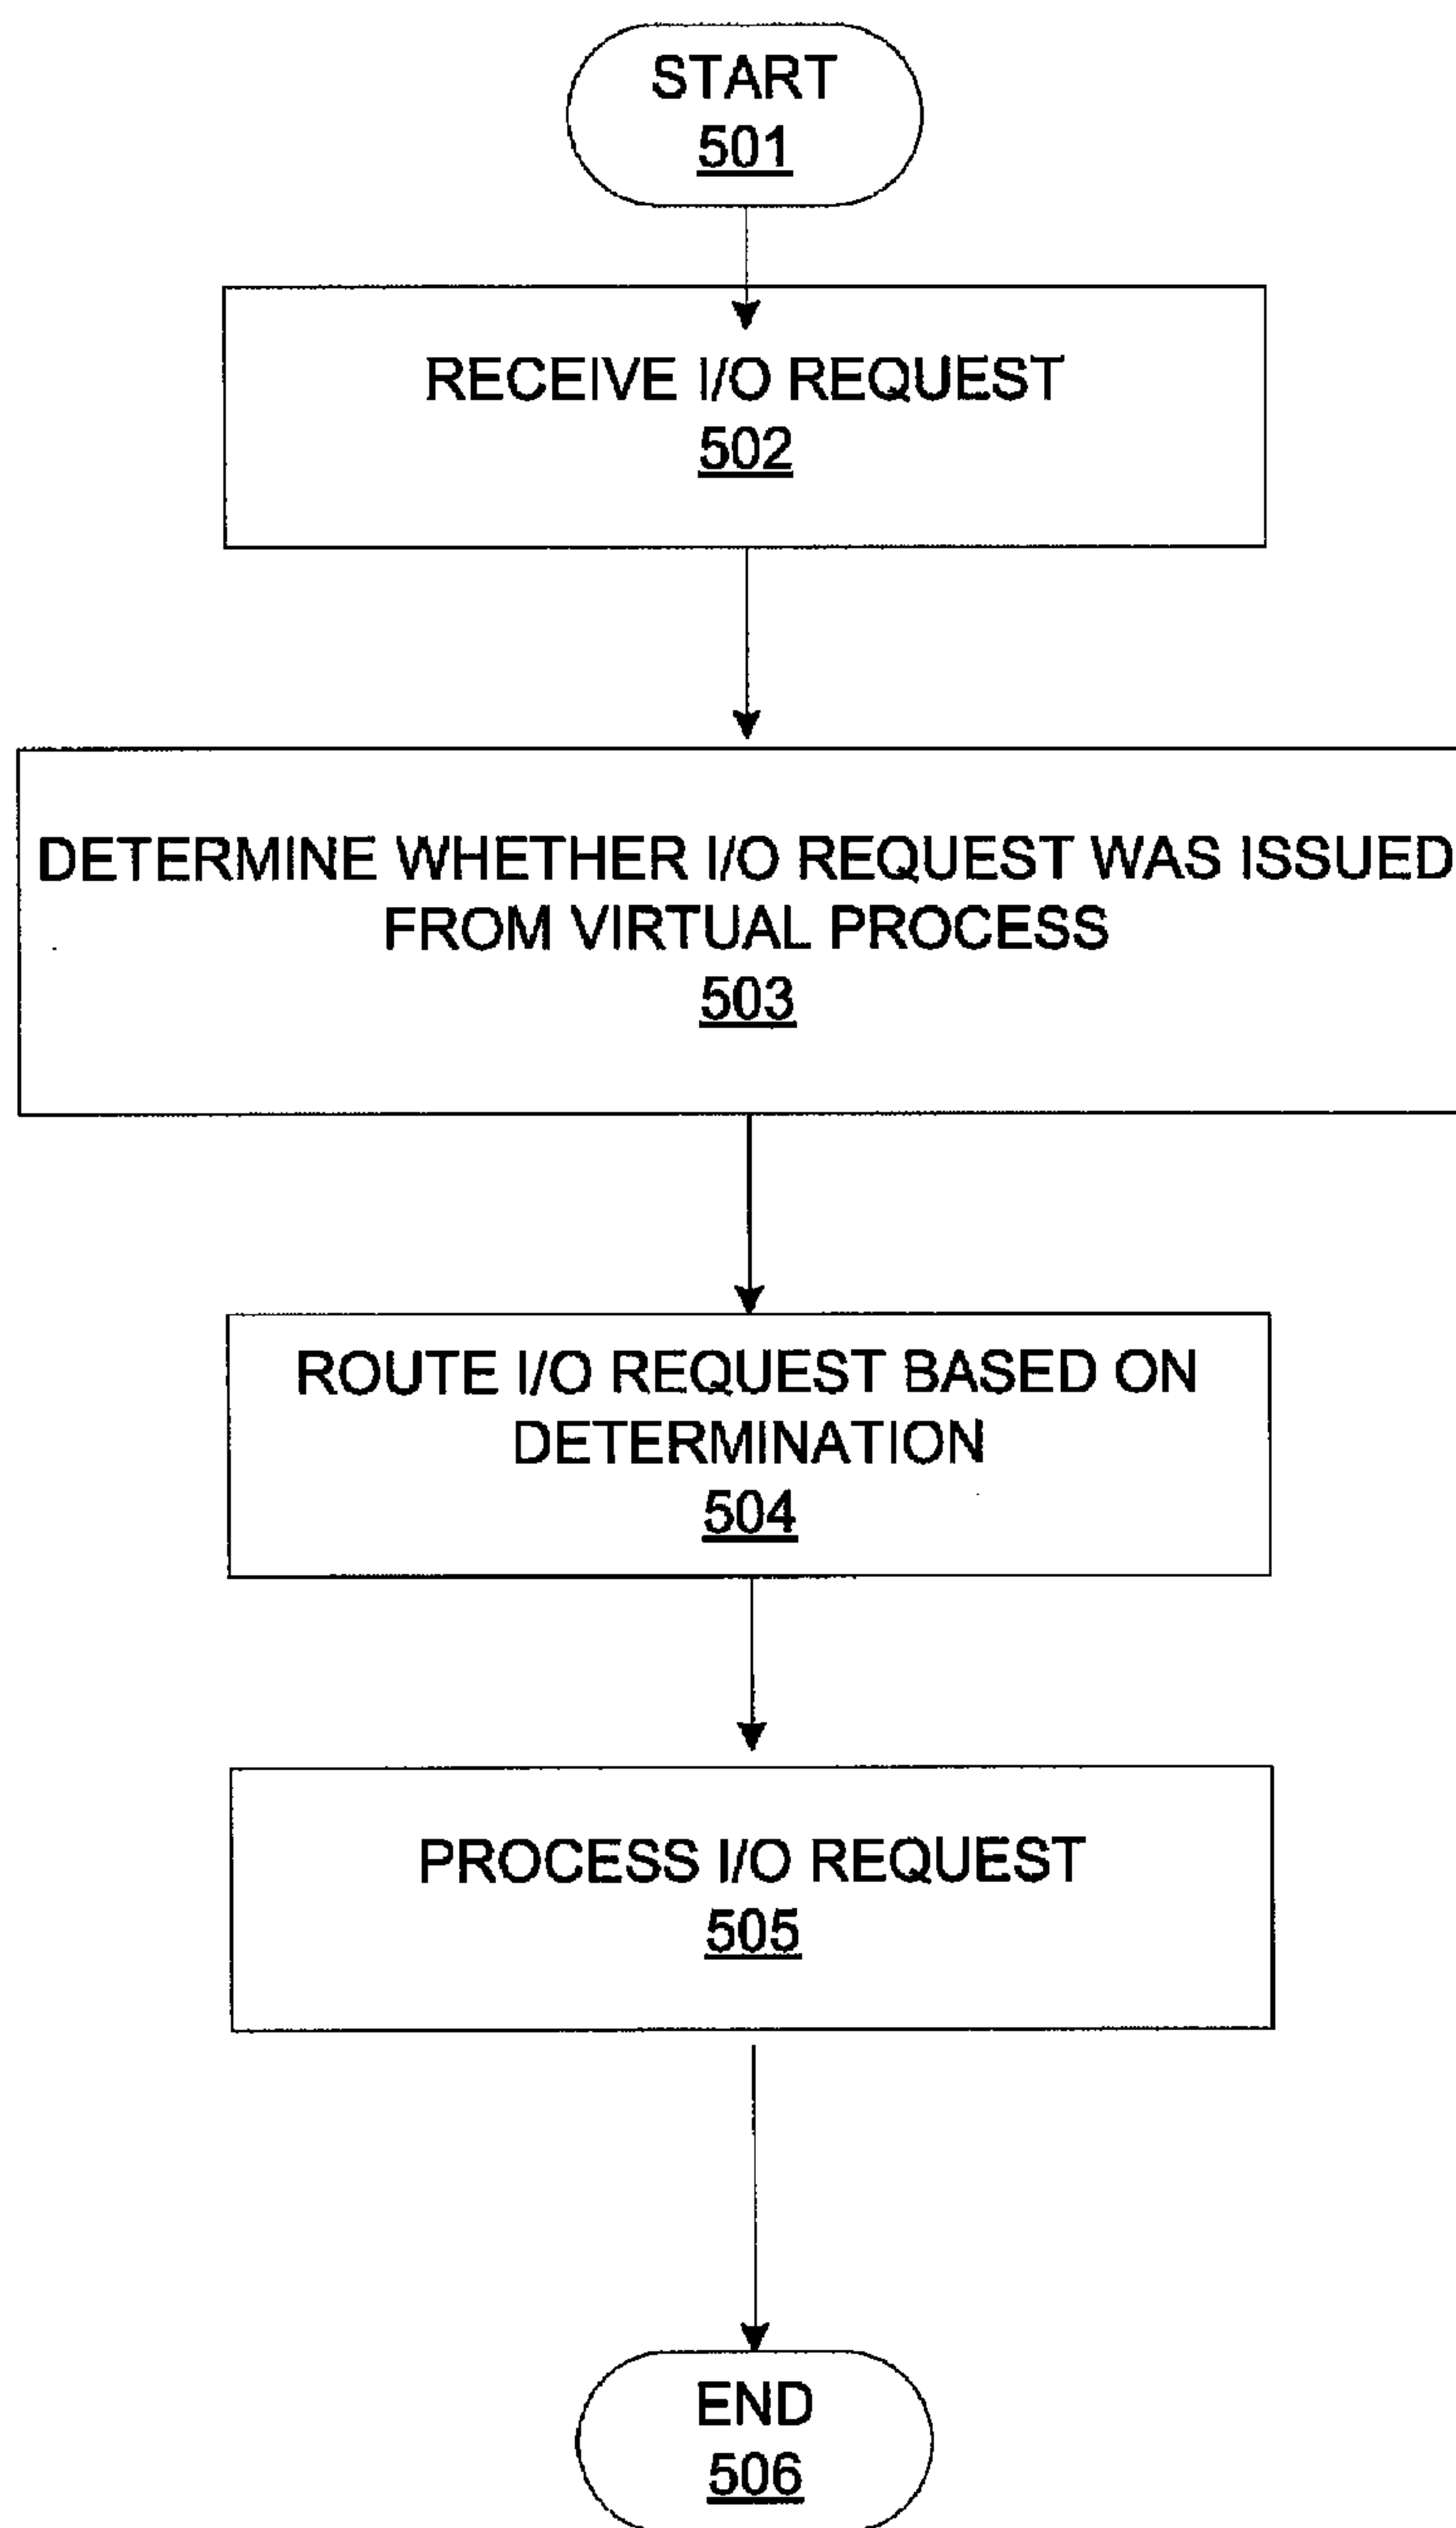 START
501
RECEIVE I/O REQUEST
502
DETERMINE WHETHER I/O REQUEST WAS ISSUED
FROM VIRTUAL PROCESS
503
ROUTE I/O REQUEST BASED ON
DETERMINATION
504
PROCESS I/O REQUEST
505
END
506